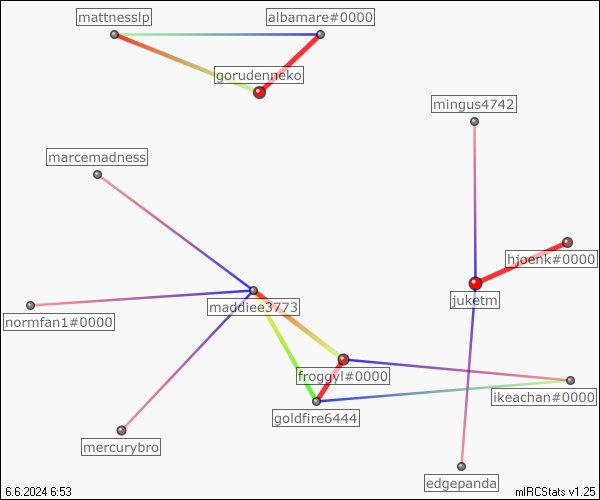 mattnesslp
albamare#0000
gorudenneko
mingus4742
marcemadness
hjoenk#0000
juketm
maddiee3773
normfan1#0000
froggyl#0000
ikeachan#0000
goldfire6444
mercurybro
edgepanda
6.6.2024 6:53
mIRCStats v1.25